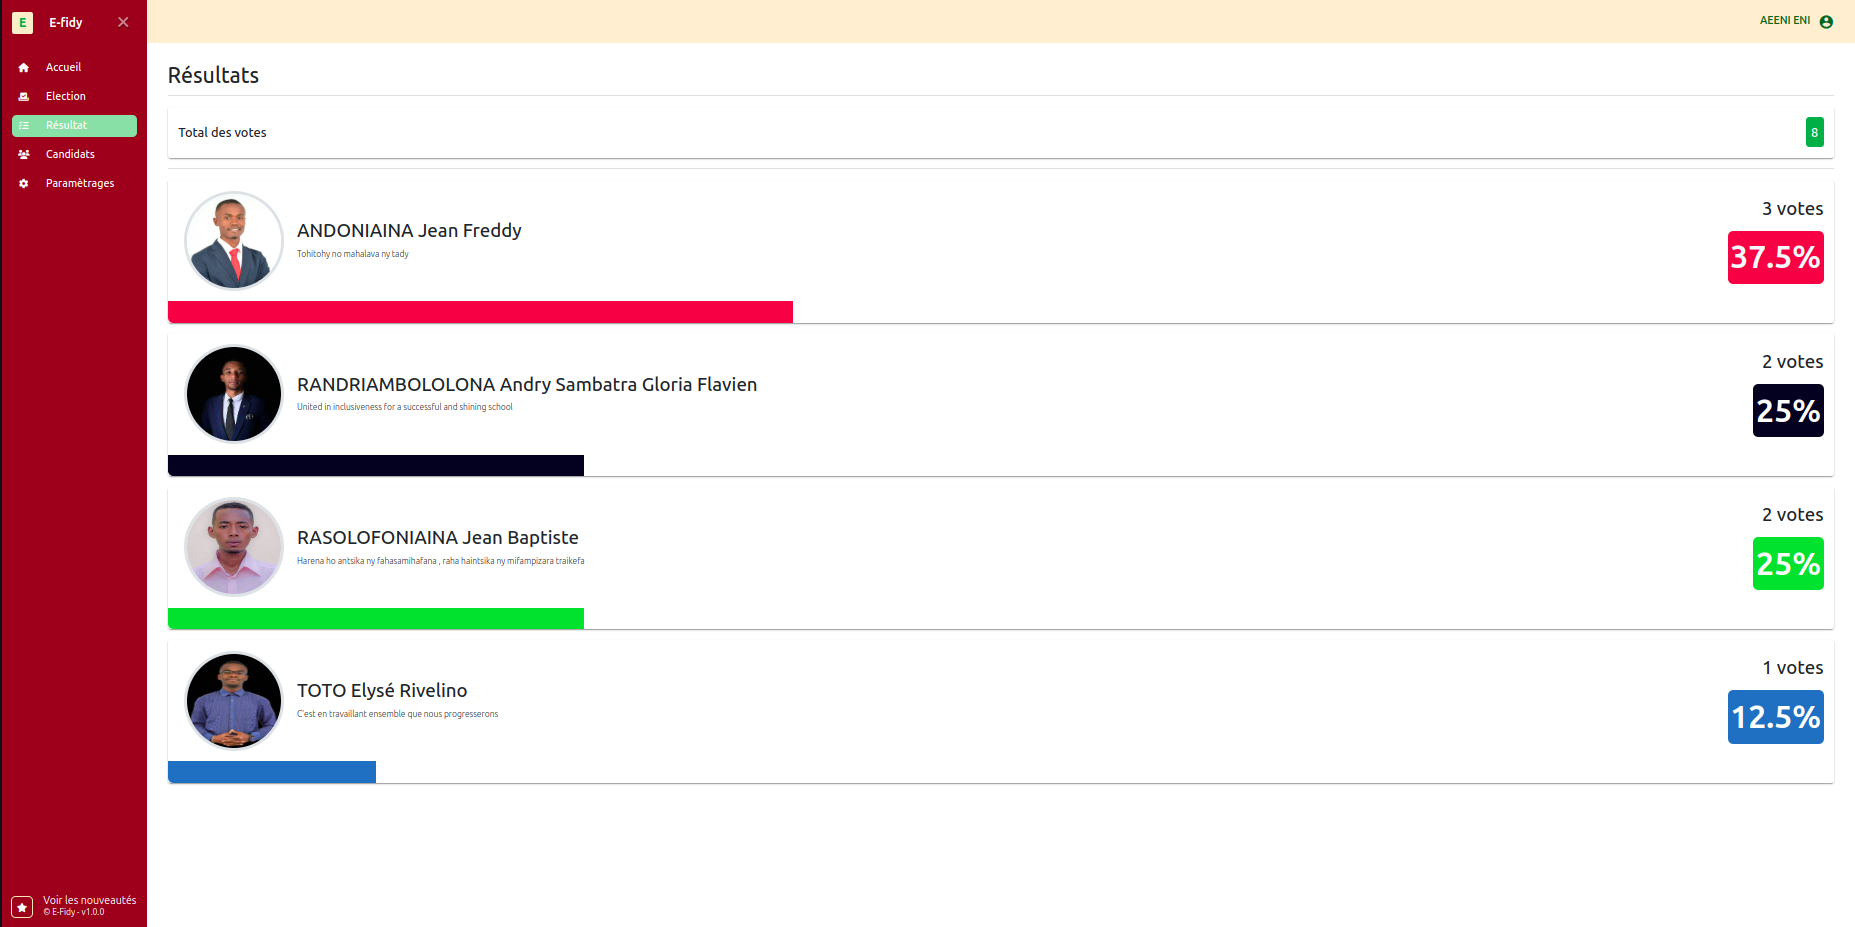 E
E-fidy
AEENI ENI
Accueil
Election
Résultat
Candidats
Paramètrages
Résultats
Total des votes
8
ANDONIAINA Jean Freddy
Tohitohy no mahalava ny tady
3 votes
37.5%
RANDRIAMBOLOLONA Andry Sambatra Gloria Flavien
United in inclusiveness for a successful and shining school
2 votes
25%
RASOLOFONIAINA Jean Baptiste
Harena ho antsika ny fahasamihafana , raha haintsika ny mifampizara traikefa
2 votes
25%
TOTO Elysé Rivelino
C'est en travaillant ensemble que nous progresserons
1 votes
12.5%
Voir les nouveautés
© E-Fidy - v1.0.0